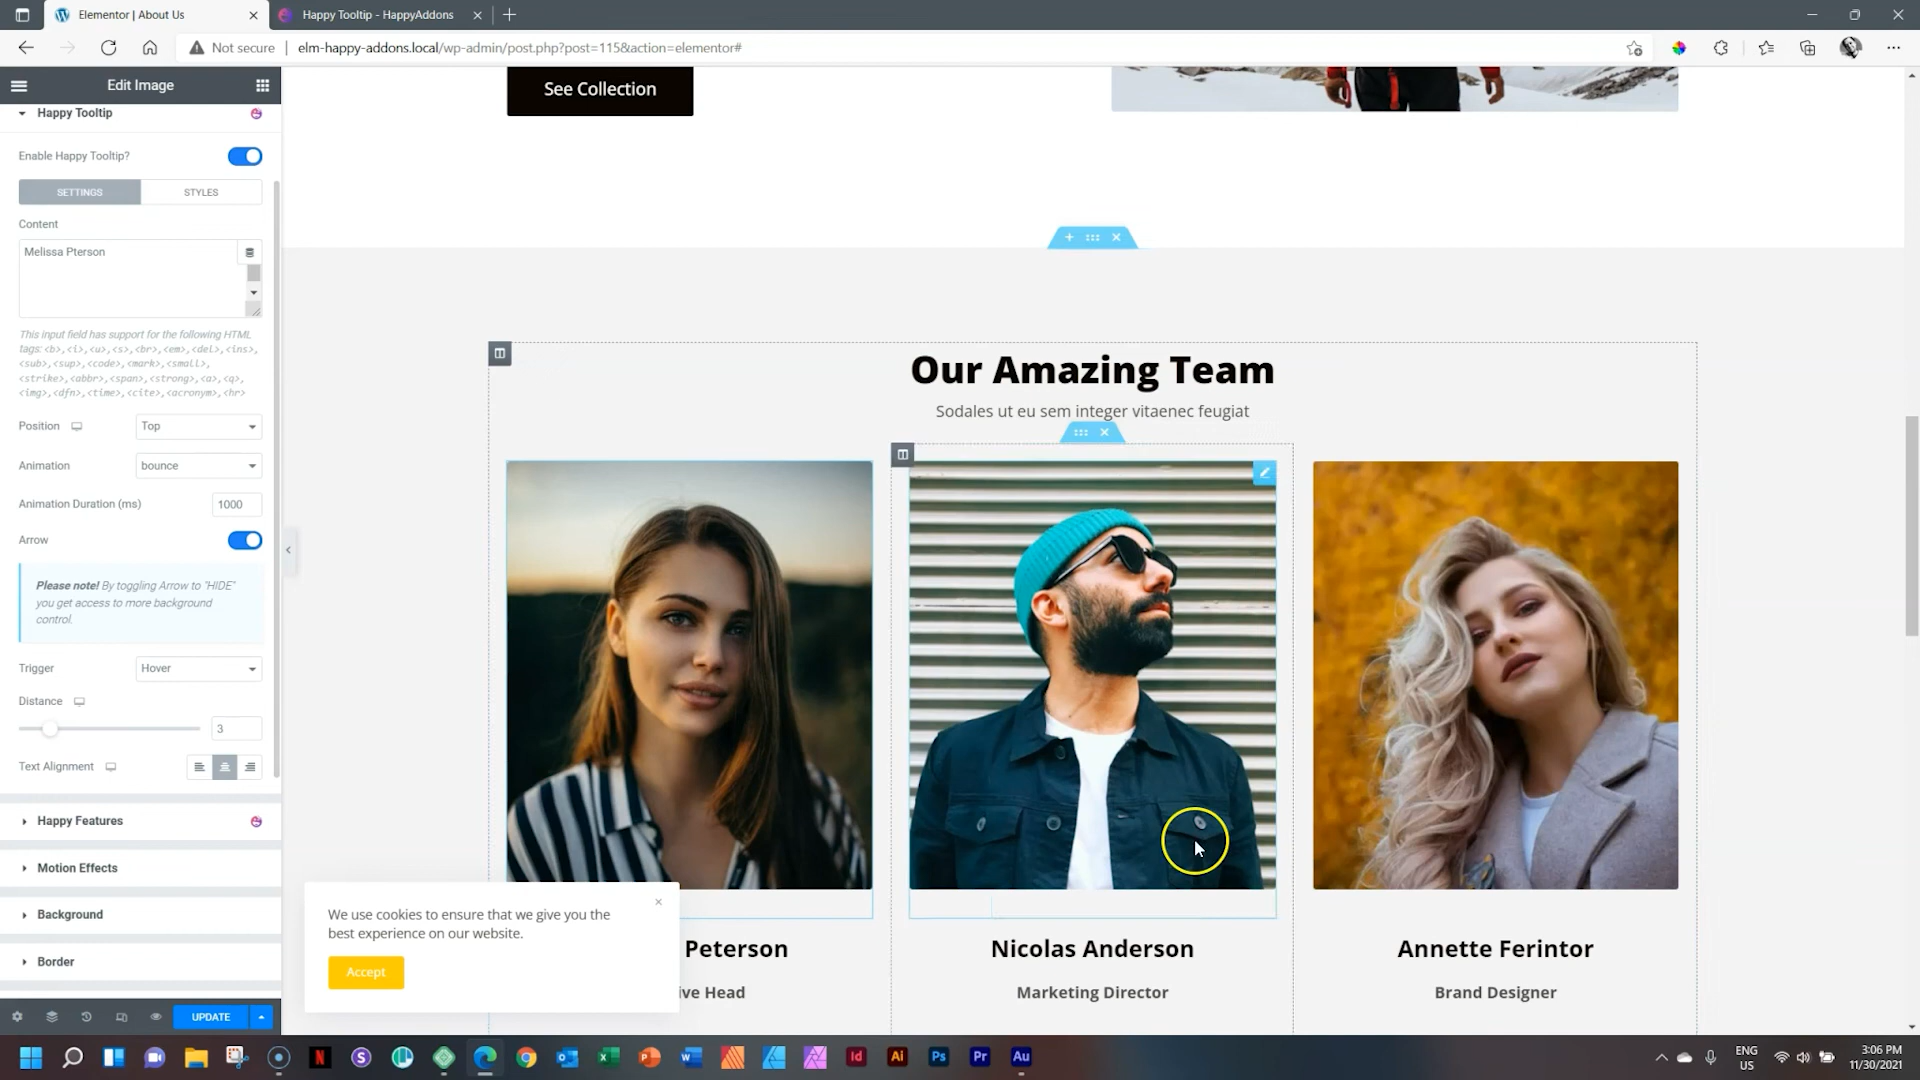 Elementor | About Us
Happy Tooltip - HappyAddons
Not secure
elm-happy-addons.local/wp-admin/post.php?post=115&action=elementor#
Edit Image
Happy Tooltip
Enable Happy Tooltip?
SETTINGS
STYLES
Content
Melissa Pterson
This input field has support for the following HTML
tags: <b>,<i>,<u>,<s>,<br>,<em>,<del>,<ins>,
<sub>,<sup>,<code>,<mark>,<small>,
<strike>,<abbr>,<span>,<strong>,<a>,<q>,
<img>,<dfn>,<time>,<cite>,<acronym>,<hr>
Position
Top
Animation
bounce
Animation Duration (ms)
1000
Arrow
Please note! By toggling Arrow to "HIDE"
you get access to more background
control.
Trigger
Hover
Distance
3
Text Alignment
Happy Features
Motion Effects
Background
Border
UPDATE
See Collection
Our Amazing Team
Sodales ut eu sem integer vitaenec feugiat
Peterson
ive Head
Nicolas Anderson
Marketing Director
Annette Ferintor
Brand Designer
We use cookies to ensure that we give you the
best experience on our website.
Accept
N
S
Id
Ai
Ps
Pr
Au
ENG
US
3:06 PM
11/30/2021